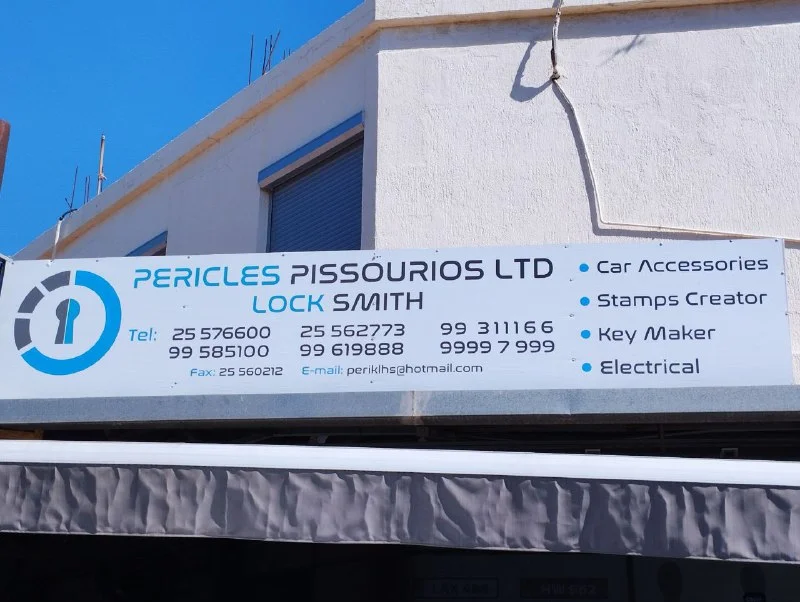 PERICLES PISSOURIOS LTD
LOCK SMITH
Tel: 25 576600 25 562773 99 311166
99 585100 99 619888 9999 7 999
Fax: 25 560212 E-mail: periklhs@hotmail.com
• Car Accessories
• Stamps Creator
• Key Maker
• Electrical